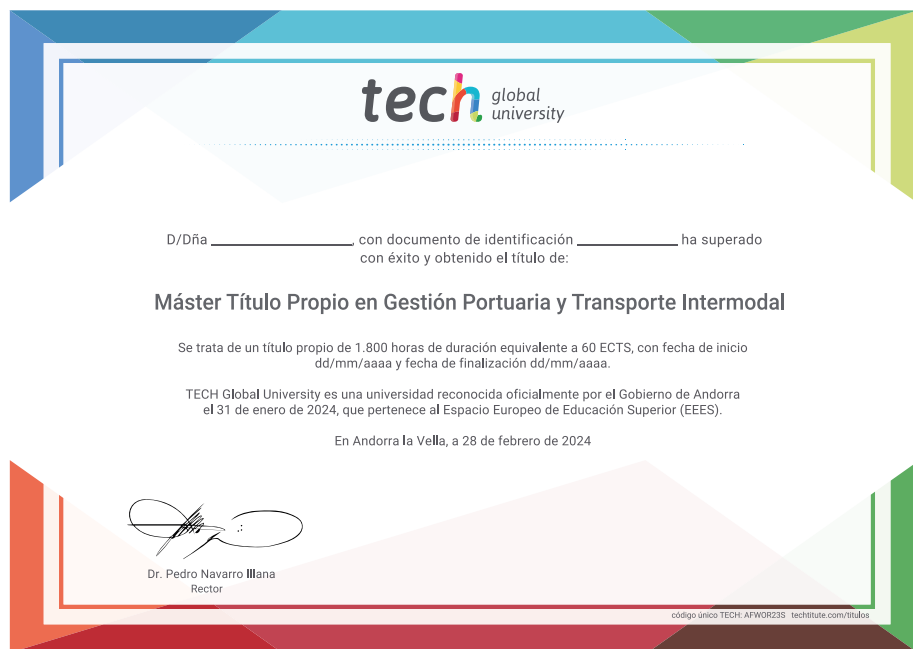 tech global university
D/Dña ______________, con documento de identificación __________ ha superado
con éxito y obtenido el título de:
Máster Título Propio en Gestión Portuaria y Transporte Intermodal
Se trata de un título propio de 1.800 horas de duración equivalente a 60 ECTS, con fecha de inicio
dd/mm/aaaa y fecha de finalización dd/mm/aaaa.
TECH Global University es una universidad reconocida oficialmente por el Gobierno de Andorra
el 31 de enero de 2024, que pertenece al Espacio Europeo de Educación Superior (EEES).
En Andorra la Vella, a 28 de febrero de 2024
Dr. Pedro Navarro Illana
Rector
código único TECH: AFWOR23S techtitute.com/titulos